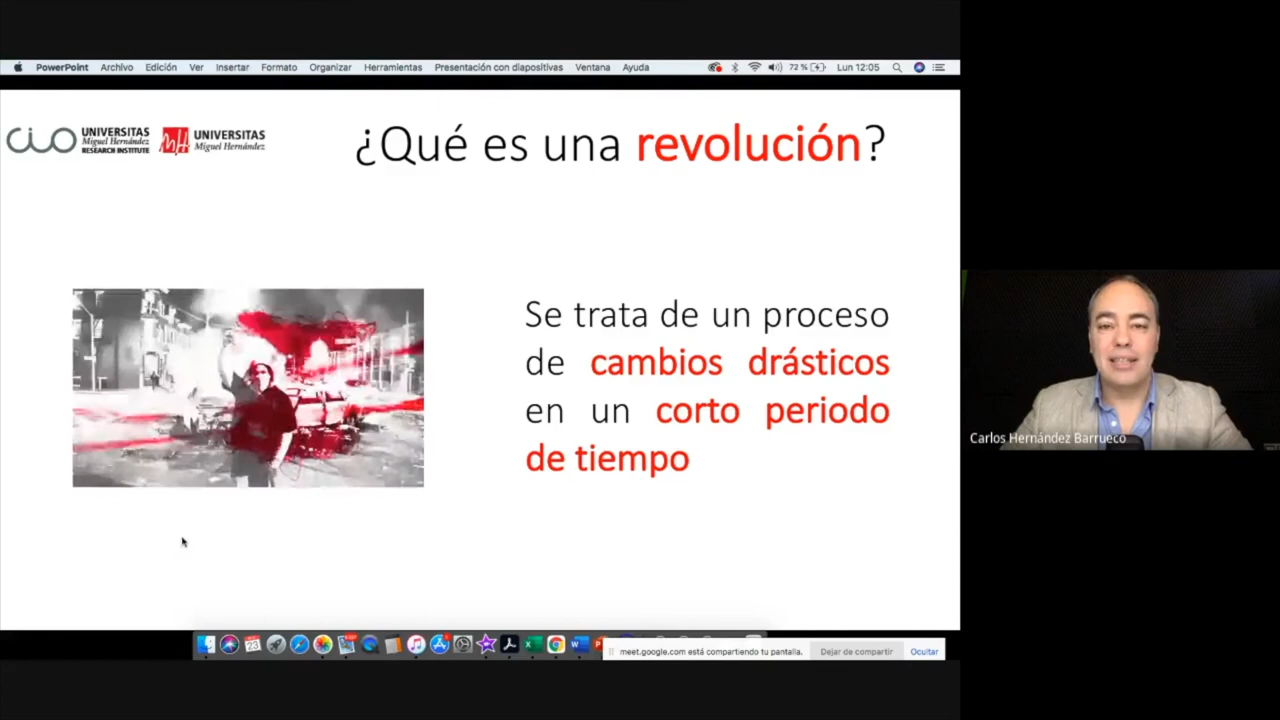 PowerPoint Archivo Edición Ver Insertar Formato Organizar Herramientas Presentación con diapositivas Ventana Ayuda 72 % Lun 12:05
UNIVERSITAS
Miguel Hernández
RESEARCH INSTITUTE
UNIVERSITAS
Miguel Hernández
¿Qué es una revolución?
Se trata de un proceso
de cambios drásticos
en un corto periodo
de tiempo
Carlos Hernández Barrueco
23
meet.google.com está compartiendo tu pantalla. Dejar de compartir Ocultar